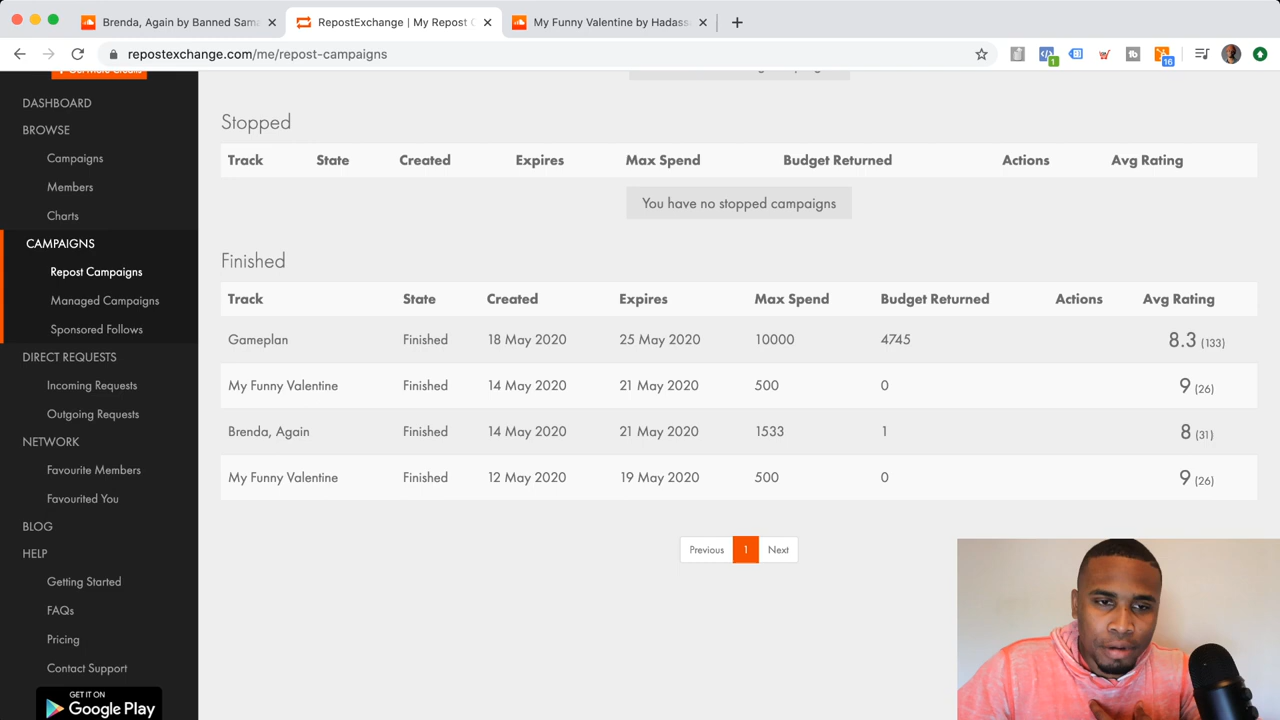 Brenda, Again by Banned Sam
RepostExchange | My Repost C
My Funny Valentine by Hadass
repostexchange.com/me/repost-campaigns
1
16
DASHBOARD
BROWSE
Campaigns
Members
Charts
CAMPAIGNS
Repost Campaigns
Managed Campaigns
Sponsored Follows
DIRECT REQUESTS
Incoming Requests
Outgoing Requests
NETWORK
Favourite Members
Favourited You
BLOG
HELP
Getting Started
FAQs
Pricing
Contact Support
GET IT ON
Google Play
Stopped
Track State Created Expires Max Spend Budget Returned Actions Avg Rating
You have no stopped campaigns
Finished
Track State Created Expires Max Spend Budget Returned Actions Avg Rating
Gameplan Finished 18 May 2020 25 May 2020 10000 4745 8.3 (133)
My Funny Valentine Finished 14 May 2020 21 May 2020 500 0 9 (26)
Brenda, Again Finished 14 May 2020 21 May 2020 1533 1 8 (31)
My Funny Valentine Finished 12 May 2020 19 May 2020 500 0 9 (26)
Previous 1 Next